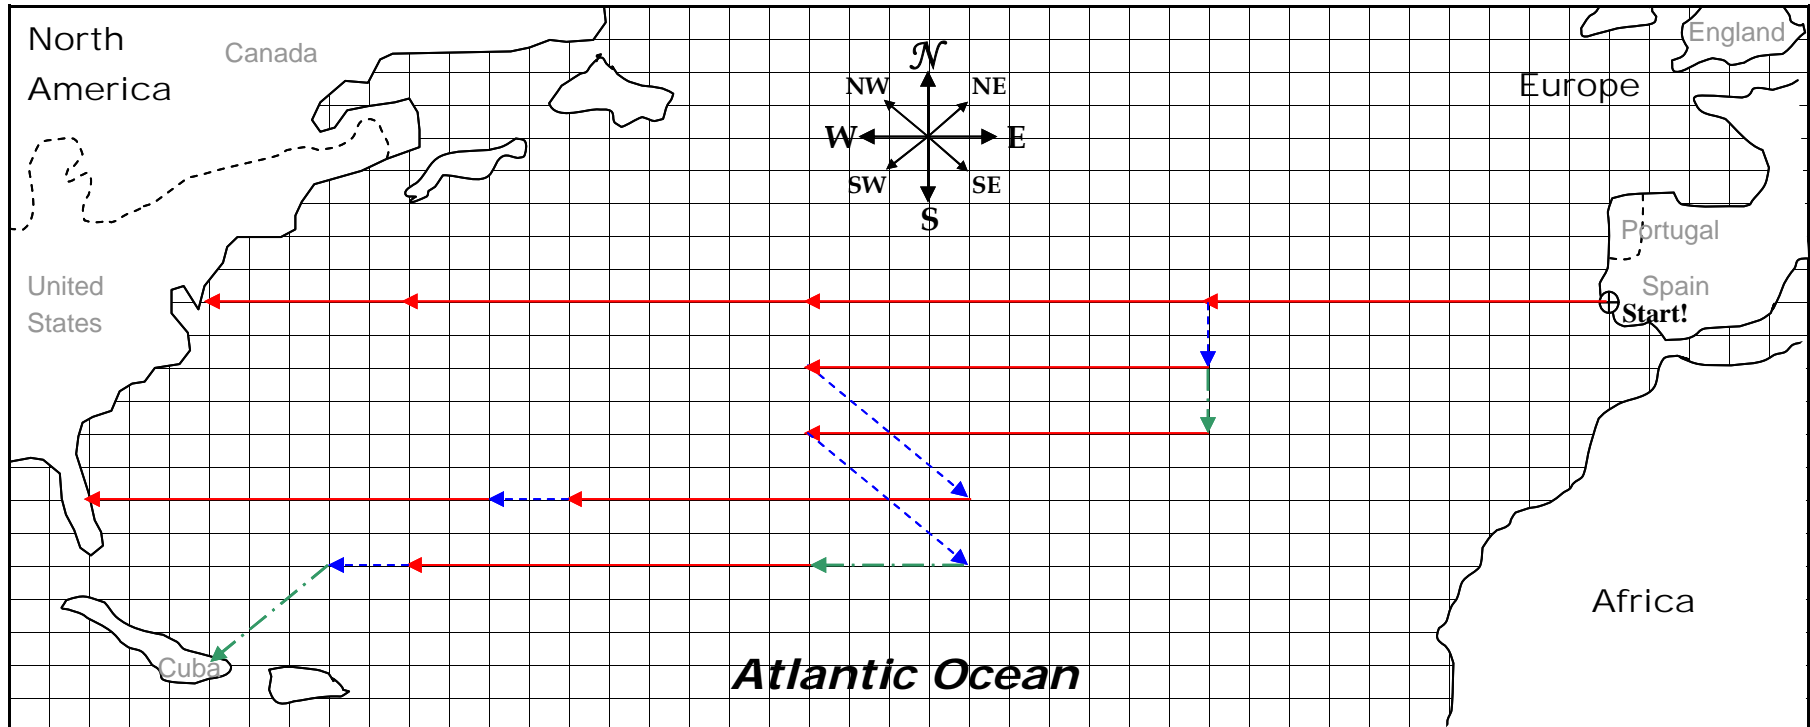 North
America
Canada
N
NW
NE
W
E
SW
SE
S
England
Europe
Portugal
Spain
Start!
United
States
Africa
Cuba
Atlantic Ocean